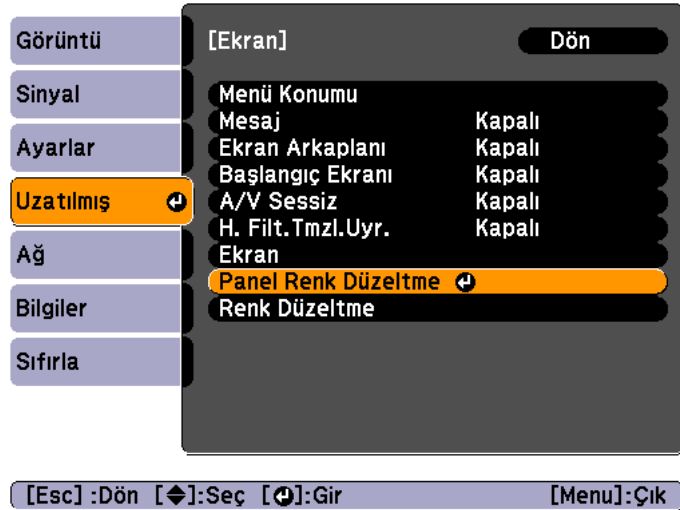 Görüntü
Sinyal
Ayarlar
Uzatılmış
Ağ
Bilgiler
Sıfırla
[Ekran] Dön
Menü Konumu
Mesaj Kapalı
Ekran Arkaplanı Kapalı
Başlangıç Ekranı Kapalı
A/V Sessiz Kapalı
H. Filt.Tmzl.Uyr. Kapalı
Ekran
Panel Renk Düzeltme
Renk Düzeltme
[Esc] :Dön [◆]:Seç [↵]:Gir [Menu]:Çık